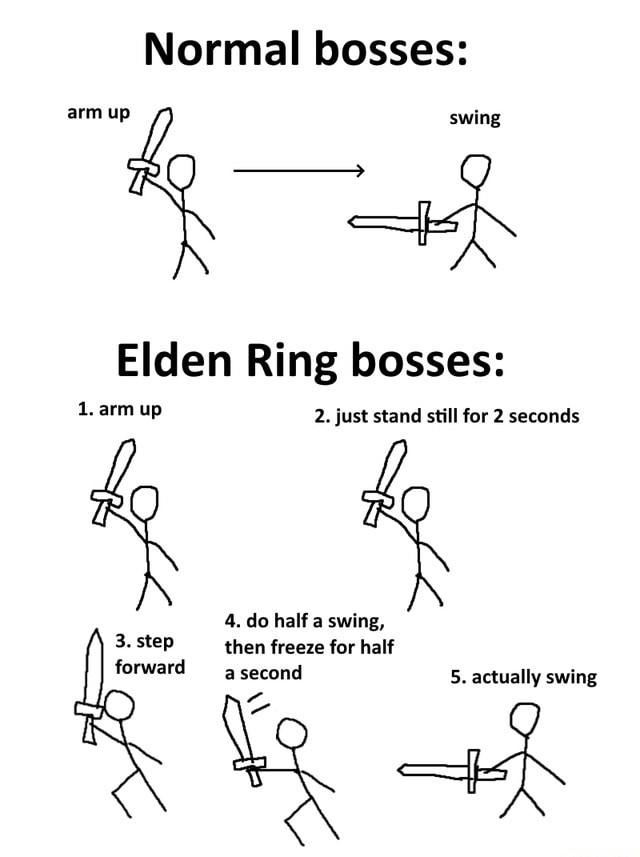 Normal bosses:
arm up
swing
Elden Ring bosses:
1. arm up
2. just stand still for 2 seconds
3. step
forward
4. do half a swing,
then freeze for half
a second
5. actually swing